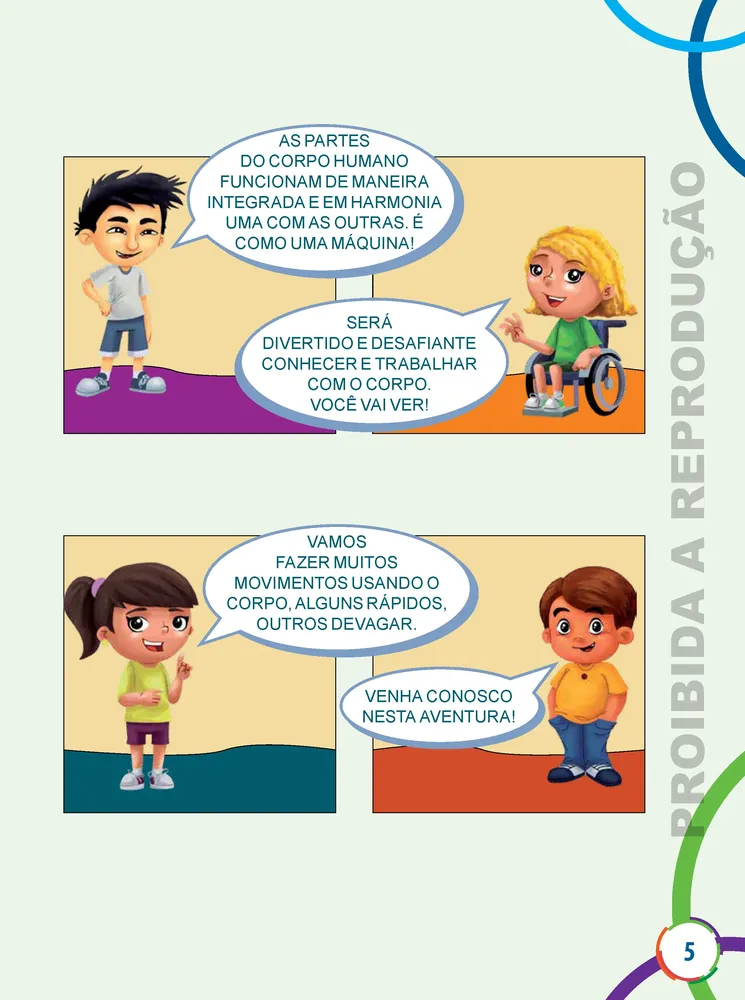 AS PARTES
DO CORPO HUMANO
FUNCIONAM DE MANEIRA
INTEGRADA E EM HARMONIA
UMA COM AS OUTRAS. É
COMO UMA MÁQUINA!
SERÁ
DIVERTIDO E DESAFIANTE
CONHECER E TRABALHAR
COM O CORPO.
VOCÊ VAI VER!
VAMOS
FAZER MUITOS
MOVIMENTOS USANDO O
CORPO, ALGUNS RÁPIDOS,
OUTROS DEVAGAR.
VENHA CONOSCO
NESTA AVENTURA!
PROIBIDA A REPRODUÇÃO
5